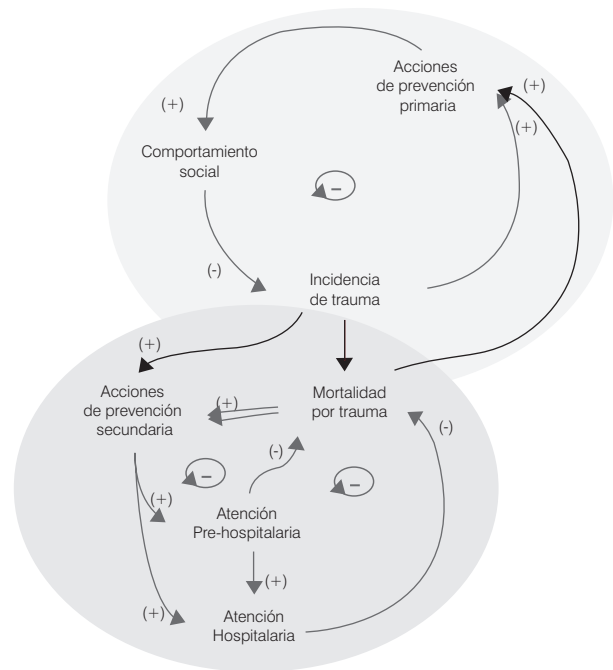 Acciones
de prevención
primaria
(+)
(+)
(+)
Comportamiento
social
–
(-)
Incidencia
de trauma
(+)
Acciones
de prevención
secundaria
(+)
Mortalidad
por trauma
(-)
(-)
–
–
(+)
Atención
Pre-hospitalaria
(+)
(+)
Atención
Hospitalaria